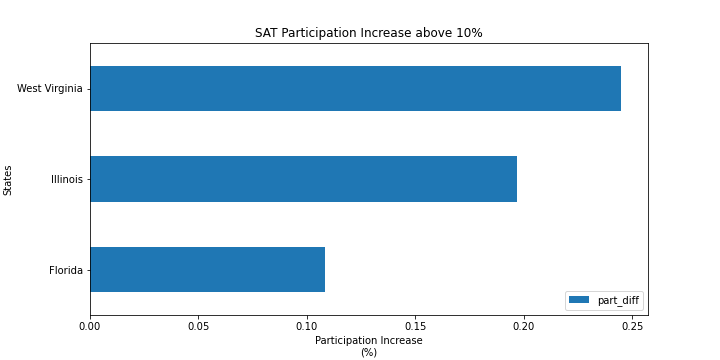 SAT Participation Increase above 10%
States
West Virginia
Illinois
Florida
part_diff
0.00 0.05 0.10 0.15 0.20 0.25
Participation Increase
(%)